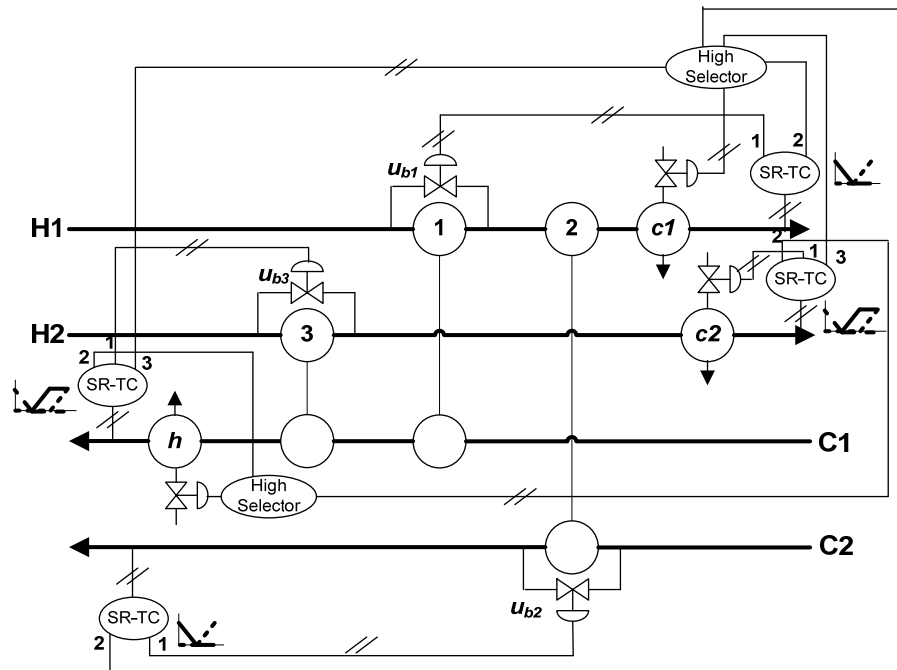 High
Selector
1
2
u_b1
SR-TC
H1
1
2
c1
2
1
3
u_b3
SR-TC
H2
3
c2
1
2
3
SR-TC
h
C1
High
Selector
C2
u_b2
SR-TC
2
1